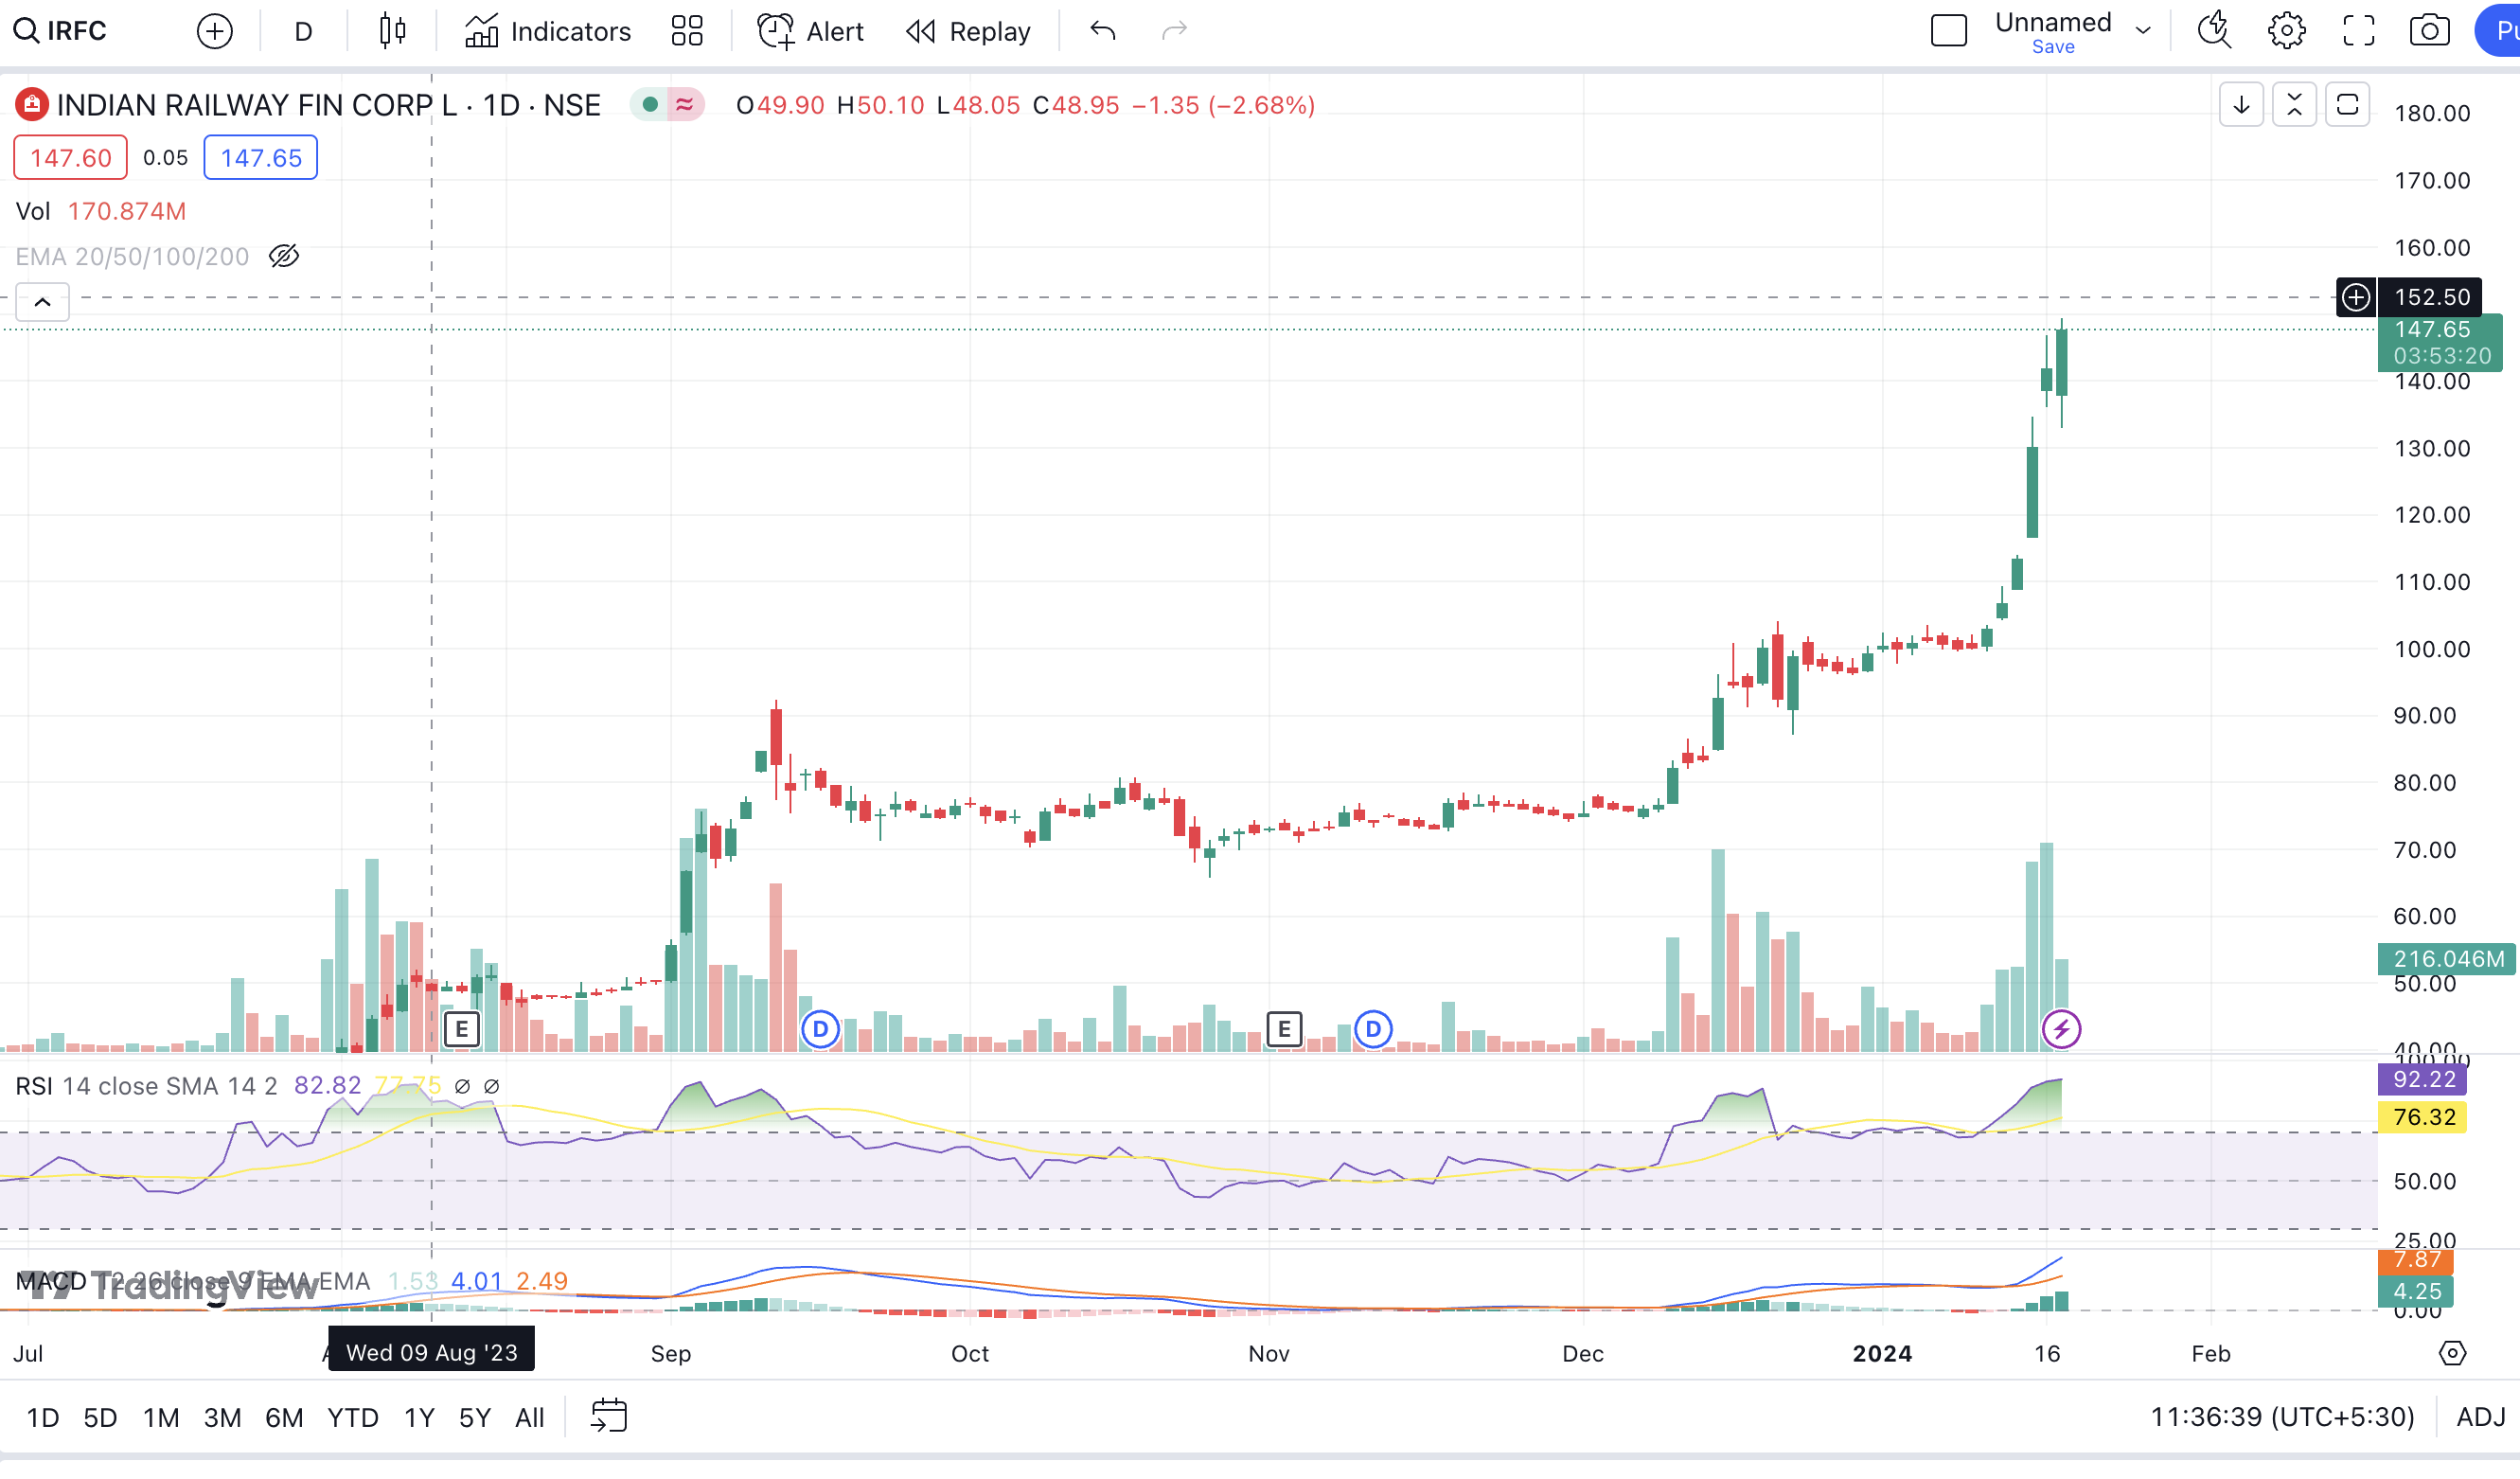 IRFC D Indicators Alert Replay Unnamed
Save
INDIAN RAILWAY FIN CORP L · 1D · NSE O49.90 H50.10 L48.05 C48.95 −1.35 (−2.68%)
147.60 0.05 147.65
Vol 170.874M
EMA 20/50/100/200
180.00
170.00
160.00
152.50
147.65
03:53:20
140.00
130.00
120.00
110.00
100.00
90.00
80.00
70.00
60.00
216.046M
50.00
40.00
E D E D
100.00
RSI 14 close SMA 14 2 82.82 77.75 ∅ ∅
92.22
76.32
50.00
25.00
MACD 12 26 close 9 EMA EMA 1.53 4.01 2.49
TradingView
7.87
4.25
0.00
Jul Wed 09 Aug '23 Sep Oct Nov Dec 2024 16 Feb
1D 5D 1M 3M 6M YTD 1Y 5Y All 11:36:39 (UTC+5:30) ADJ